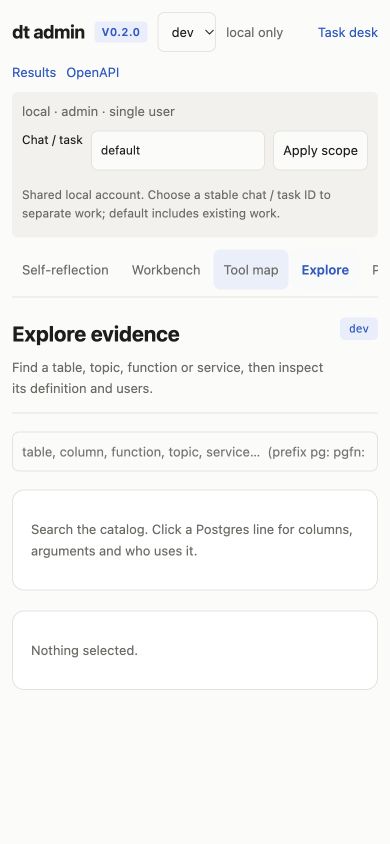 dt admin V0.2.0 dev local only Task desk
Results OpenAPI
local · admin · single user
Chat / task default Apply scope
Shared local account. Choose a stable chat / task ID to
separate work; default includes existing work.
Self-reflection Workbench Tool map Explore P
Explore evidence dev
Find a table, topic, function or service, then inspect
its definition and users.
table, column, function, topic, service... (prefix pg: pgfn:
Search the catalog. Click a Postgres line for columns,
arguments and who uses it.
Nothing selected.